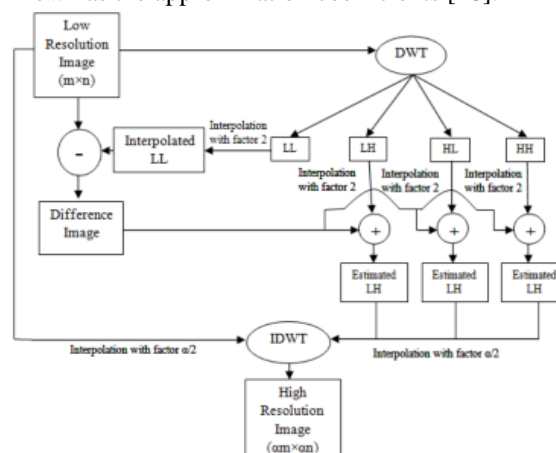 Low
Resolution
Image
(m×n)
DWT
Interpolation
with factor 2
Interpolated
LL
-
LL
LH
HL
HH
Interpolation
with factor 2
Interpolation
with factor 2
Interpolation
with factor 2
Difference
Image
+
+
+
Estimated
LH
Estimated
LH
Estimated
LH
IDWT
Interpolation with factor α/2
Interpolation with factor α/2
High
Resolution
Image
(αm×αn)